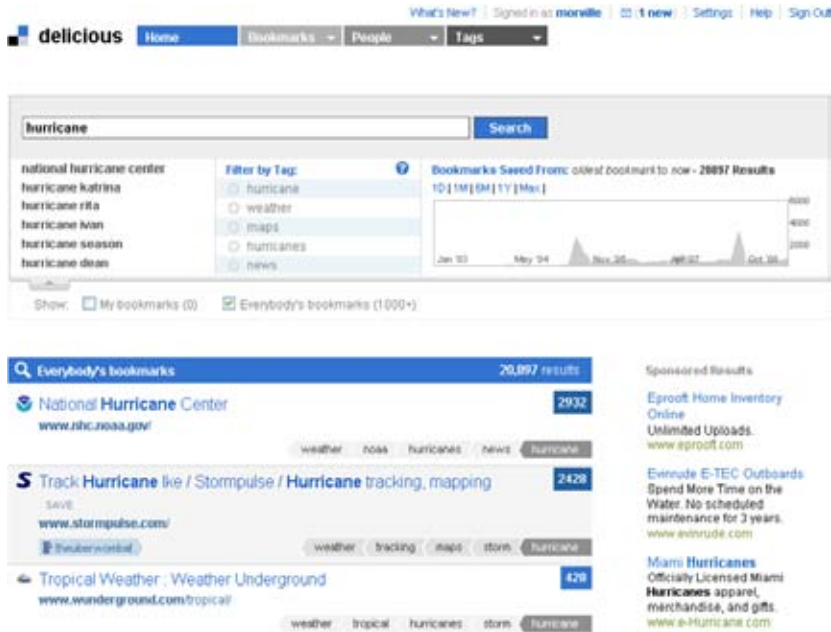 What's New? Signed in as morville (1 new) Settings Help Sign Out
delicious Home Bookmarks People Tags
hurricane Search
national hurricane center
hurricane katrina
hurricane rita
hurricane ivan
hurricane season
hurricane dean
Filter by Tag:
hurricane
weather
maps
hurricanes
news
Bookmarks Saved From: oldest bookmark to now - 20897 Results
1D | 1M | 6M | 1Y | Max |
6000
4000
2000
Jan '03 May '04 Nov '05 Apr '07 Oct '08
Show: My bookmarks (0) Everybody's bookmarks (1000+)
Everybody's bookmarks 20,897 results
National Hurricane Center 2932
www.nhc.noaa.gov/
weather noaa hurricanes news hurricane
Track Hurricane Ike / Stormpulse / Hurricane tracking, mapping 2428
SAVE
www.stormpulse.com/
weather tracking maps storm hurricane
Tropical Weather : Weather Underground 428
www.wunderground.com/tropical/
weather tropical hurricanes storm hurricane
Sponsored Results
Eprooft Home Inventory
Online
Unlimited Uploads.
www.eprooft.com
Evinrude E-TEC Outboards
Spend More Time on the
Water. No scheduled
maintenance for 3 years.
www.evinrude.com
Miami Hurricanes
Officially Licensed Miami
Hurricanes apparel,
merchandise, and gifts.
www.e-Hurricane.com